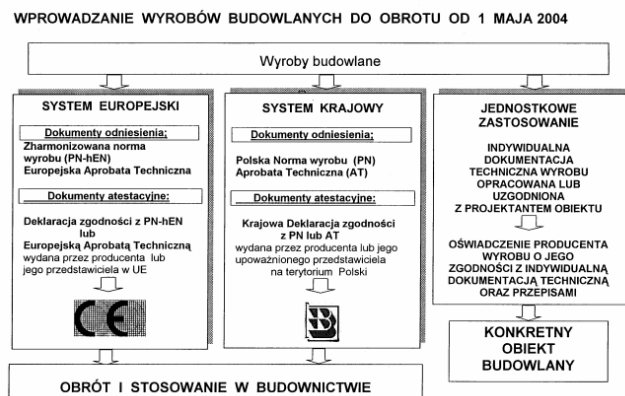 WPROWADZANIE WYROBÓW BUDOWLANYCH DO OBROTU OD 1 MAJA 2004
Wyroby budowlane
SYSTEM EUROPEJSKI
Dokumenty odniesienia:
Zharmonizowana norma
wyrobu (PN-hEN)
Europejska Aprobata Techniczna
Dokumenty atestacyjne:
Deklaracja zgodności z PN-hEN
lub
Europejską Aprobatą Techniczną
wydana przez producenta lub
jego przedstawiciela w UE
CE
SYSTEM KRAJOWY
Dokumenty odniesienia:
Polska Norma wyrobu (PN)
Aprobata Techniczna (AT)
Dokumenty atestacyjne:
Krajowa Deklaracja zgodności
z PN lub AT
wydana przez producenta lub jego
upoważnionego przedstawiciela
na terytorium Polski
B
JEDNOSTKOWE
ZASTOSOWANIE
INDYWIDUALNA
DOKUMENTACJA
TECHNICZNA WYROBU
OPRACOWANA LUB
UZGODNIONA
Z PROJEKTANTEM OBIEKTU
OŚWIADCZENIE PRODUCENTA
WYROBU O JEGO
ZGODNOŚCI Z INDYWIDUALNĄ
DOKUMENTACJĄ TECHNICZNĄ
ORAZ PRZEPISAMI
KONKRETNY
OBIEKT
BUDOWLANY
OBRÓT I STOSOWANIE W BUDOWNICTWIE